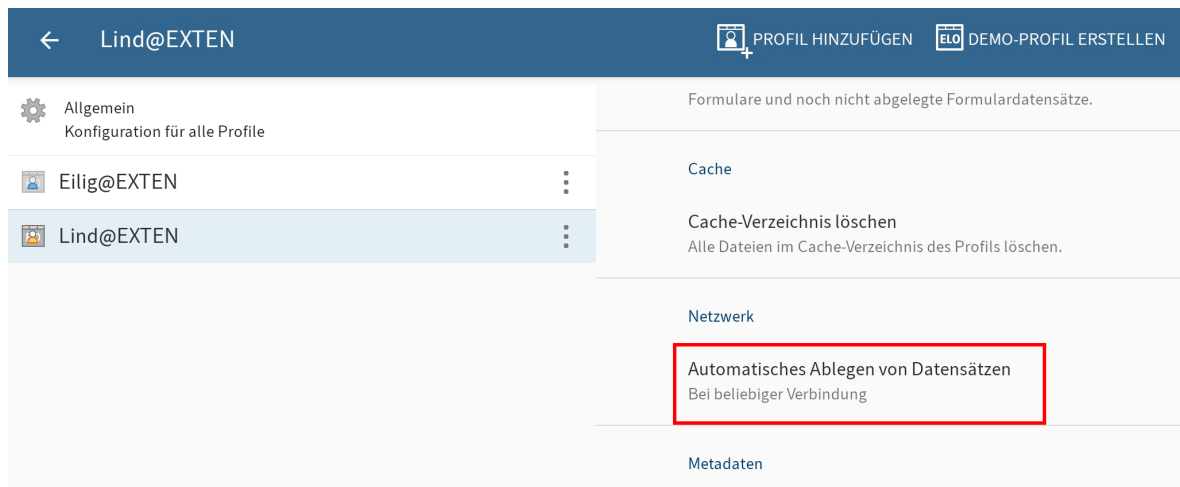 Lind@EXTEN
PROFIL HINZUFÜGEN
ELO
DEMO-PROFIL ERSTELLEN
Allgemein
Konfiguration für alle Profile
Eilig@EXTEN
Lind@EXTEN
Formulare und noch nicht abgelegte Formulardatensätze.
Cache
Cache-Verzeichnis löschen
Alle Dateien im Cache-Verzeichnis des Profils löschen.
Netzwerk
Automatisches Ablegen von Datensätzen
Bei beliebiger Verbindung
Metadaten